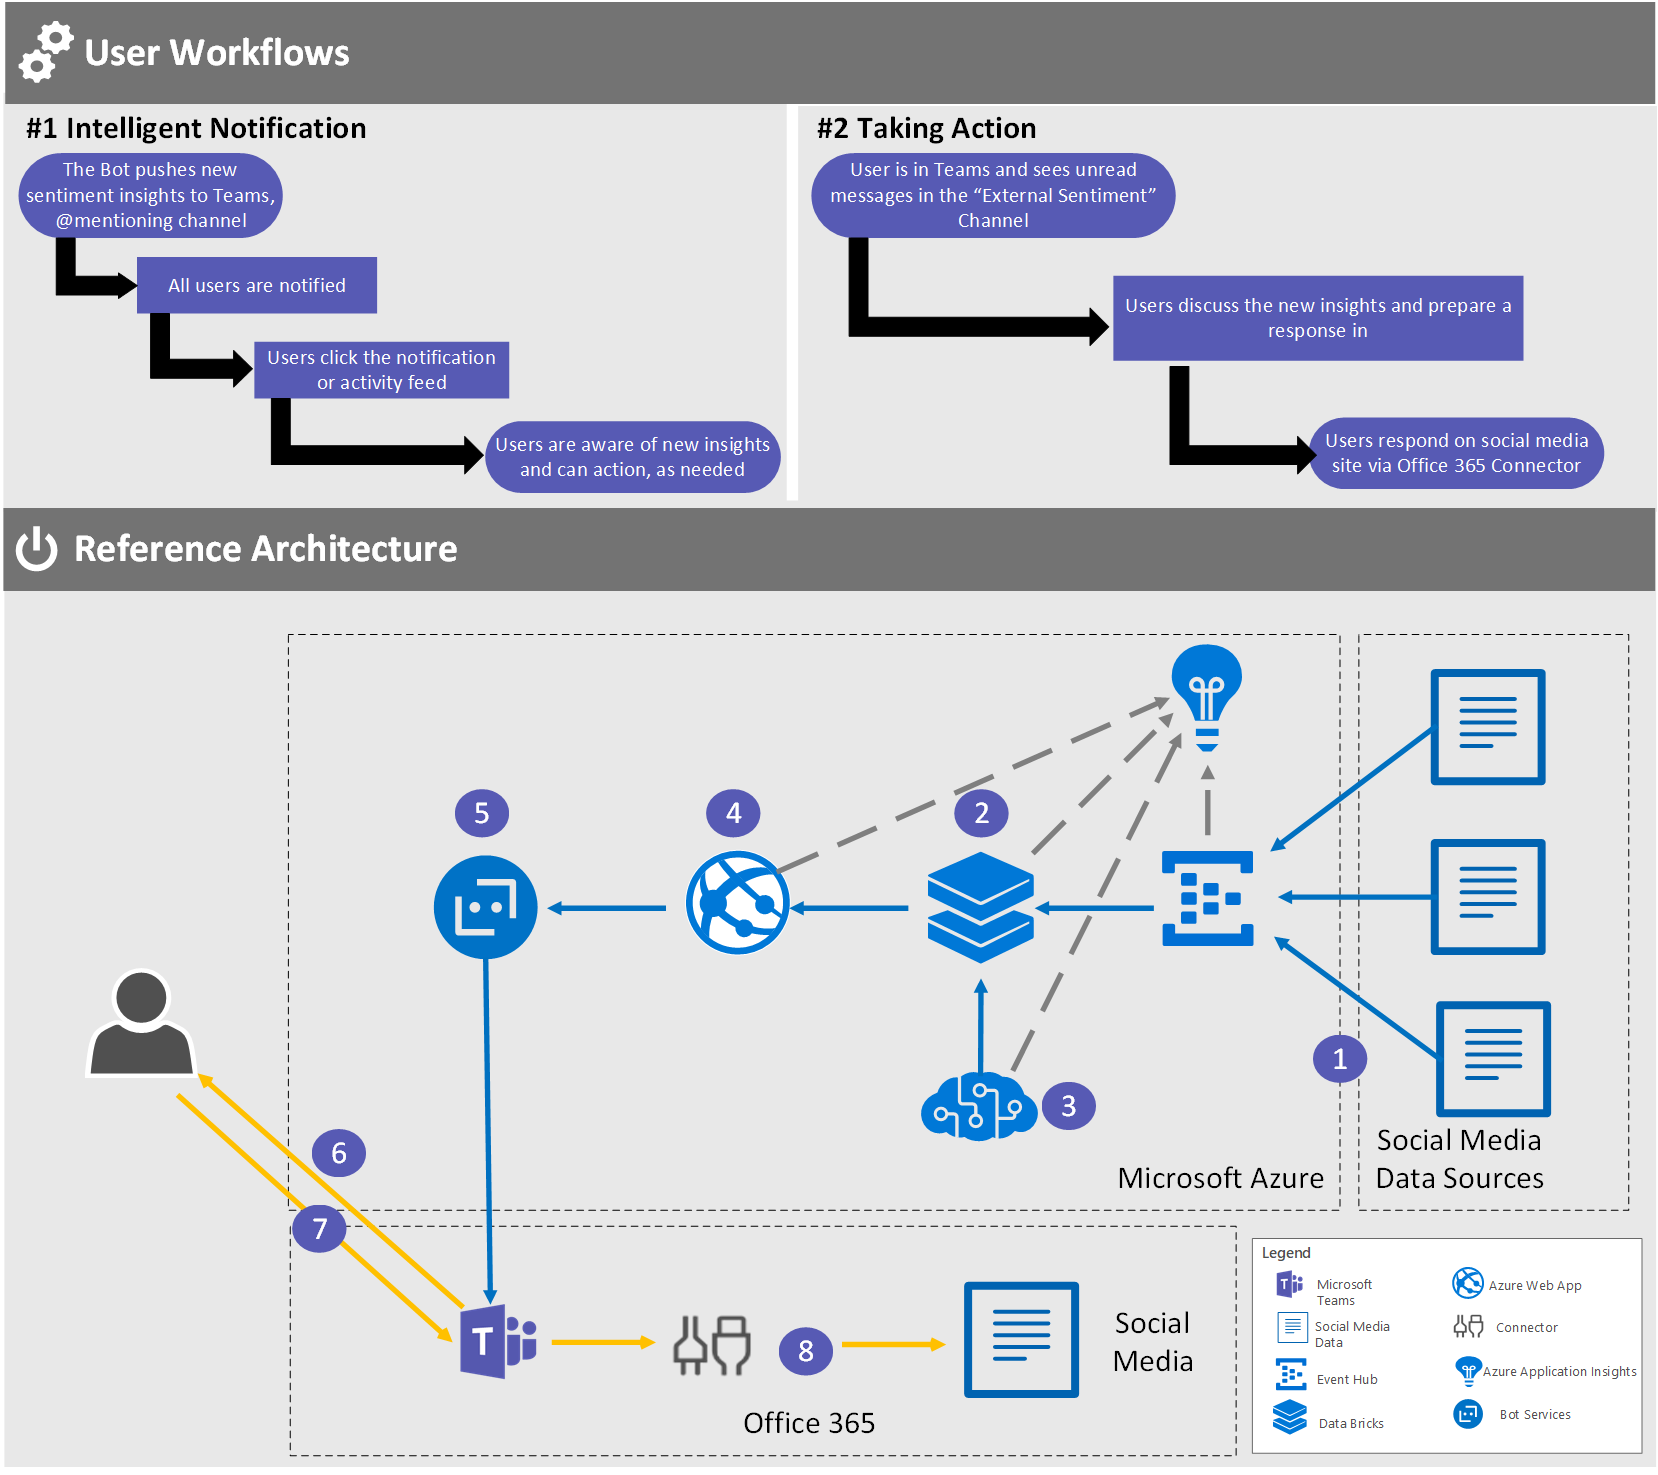 User Workflows
#1 Intelligent Notification
The Bot pushes new
sentiment insights to Teams,
@mentioning channel
All users are notified
Users click the notification
or activity feed
Users are aware of new insights
and can action, as needed
#2 Taking Action
User is in Teams and sees unread
messages in the “External Sentiment”
Channel
Users discuss the new insights and prepare a
response in
Users respond on social media
site via Office 365 Connector
Reference Architecture
5
4
2
1
3
6
7
8
Microsoft Azure
Social Media
Data Sources
Social
Media
Office 365
Legend
Microsoft
Teams
Social Media
Data
Event Hub
Data Bricks
Azure Web App
Connector
Azure Application Insights
Bot Services
T
T